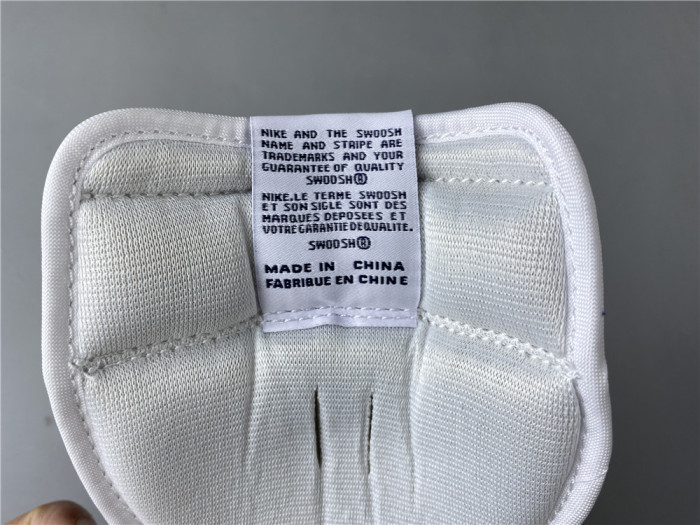 NIKE AND THE SWOOSH
NAME AND STRIPE ARE
TRADEMARKS AND YOUR
GUARANTEE OF QUALITY
SWOOSH®
NIKE,LE TERME SWOOSH
ET SON SIGLE SONT DES
MARQUES DEPOSEES ET
VOTRE GARANTIE DE QUALITE.
SWOOSH®
MADE IN CHINA
FABRIQUE EN CHINE